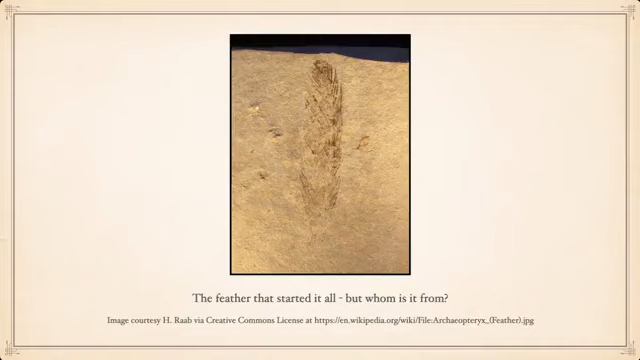 The feather that started it all - but whom is it from?
Image courtesy H. Raab via Creative Commons License at https://en.wikipedia.org/wiki/File:Archaeopteryx_(Feather).jpg